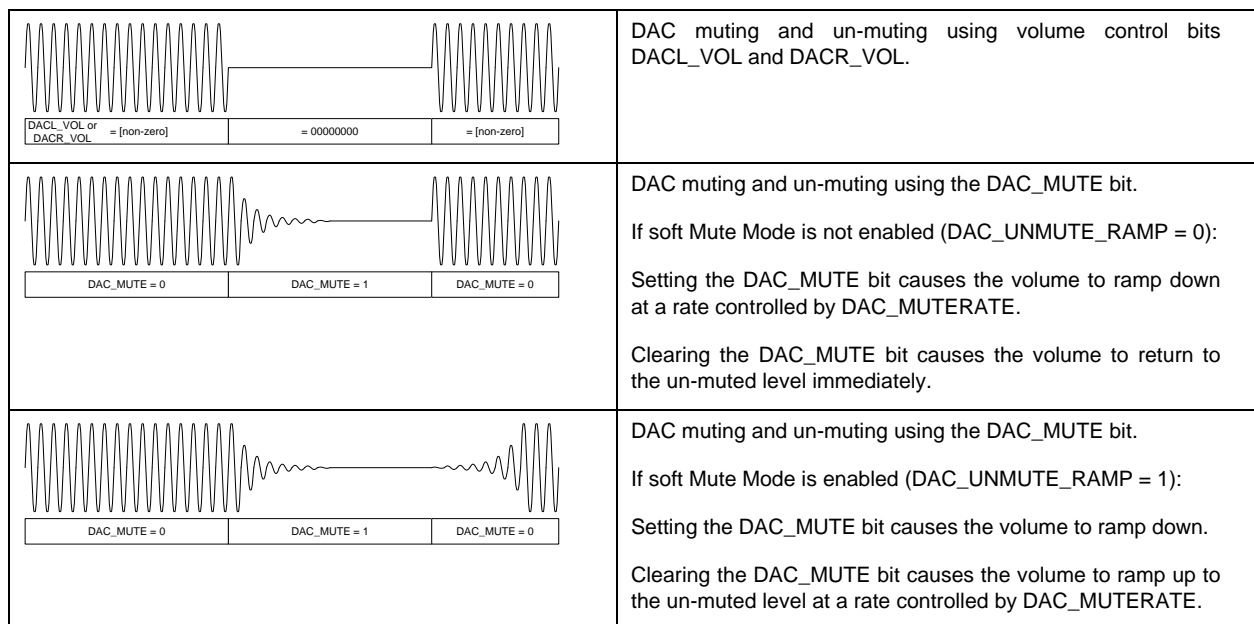 DACL_VOL or
DACR_VOL
= [non-zero]
= 00000000
= [non-zero]
DAC muting and un-muting using volume control bits
DACL_VOL and DACR_VOL.
DAC_MUTE = 0
DAC_MUTE = 1
DAC_MUTE = 0
DAC muting and un-muting using the DAC_MUTE bit.
If soft Mute Mode is not enabled (DAC_UNMUTE_RAMP = 0):
Setting the DAC_MUTE bit causes the volume to ramp down
at a rate controlled by DAC_MUTERATE.
Clearing the DAC_MUTE bit causes the volume to return to
the un-muted level immediately.
DAC_MUTE = 0
DAC_MUTE = 1
DAC_MUTE = 0
DAC muting and un-muting using the DAC_MUTE bit.
If soft Mute Mode is enabled (DAC_UNMUTE_RAMP = 1):
Setting the DAC_MUTE bit causes the volume to ramp down.
Clearing the DAC_MUTE bit causes the volume to ramp up to
the un-muted level at a rate controlled by DAC_MUTERATE.